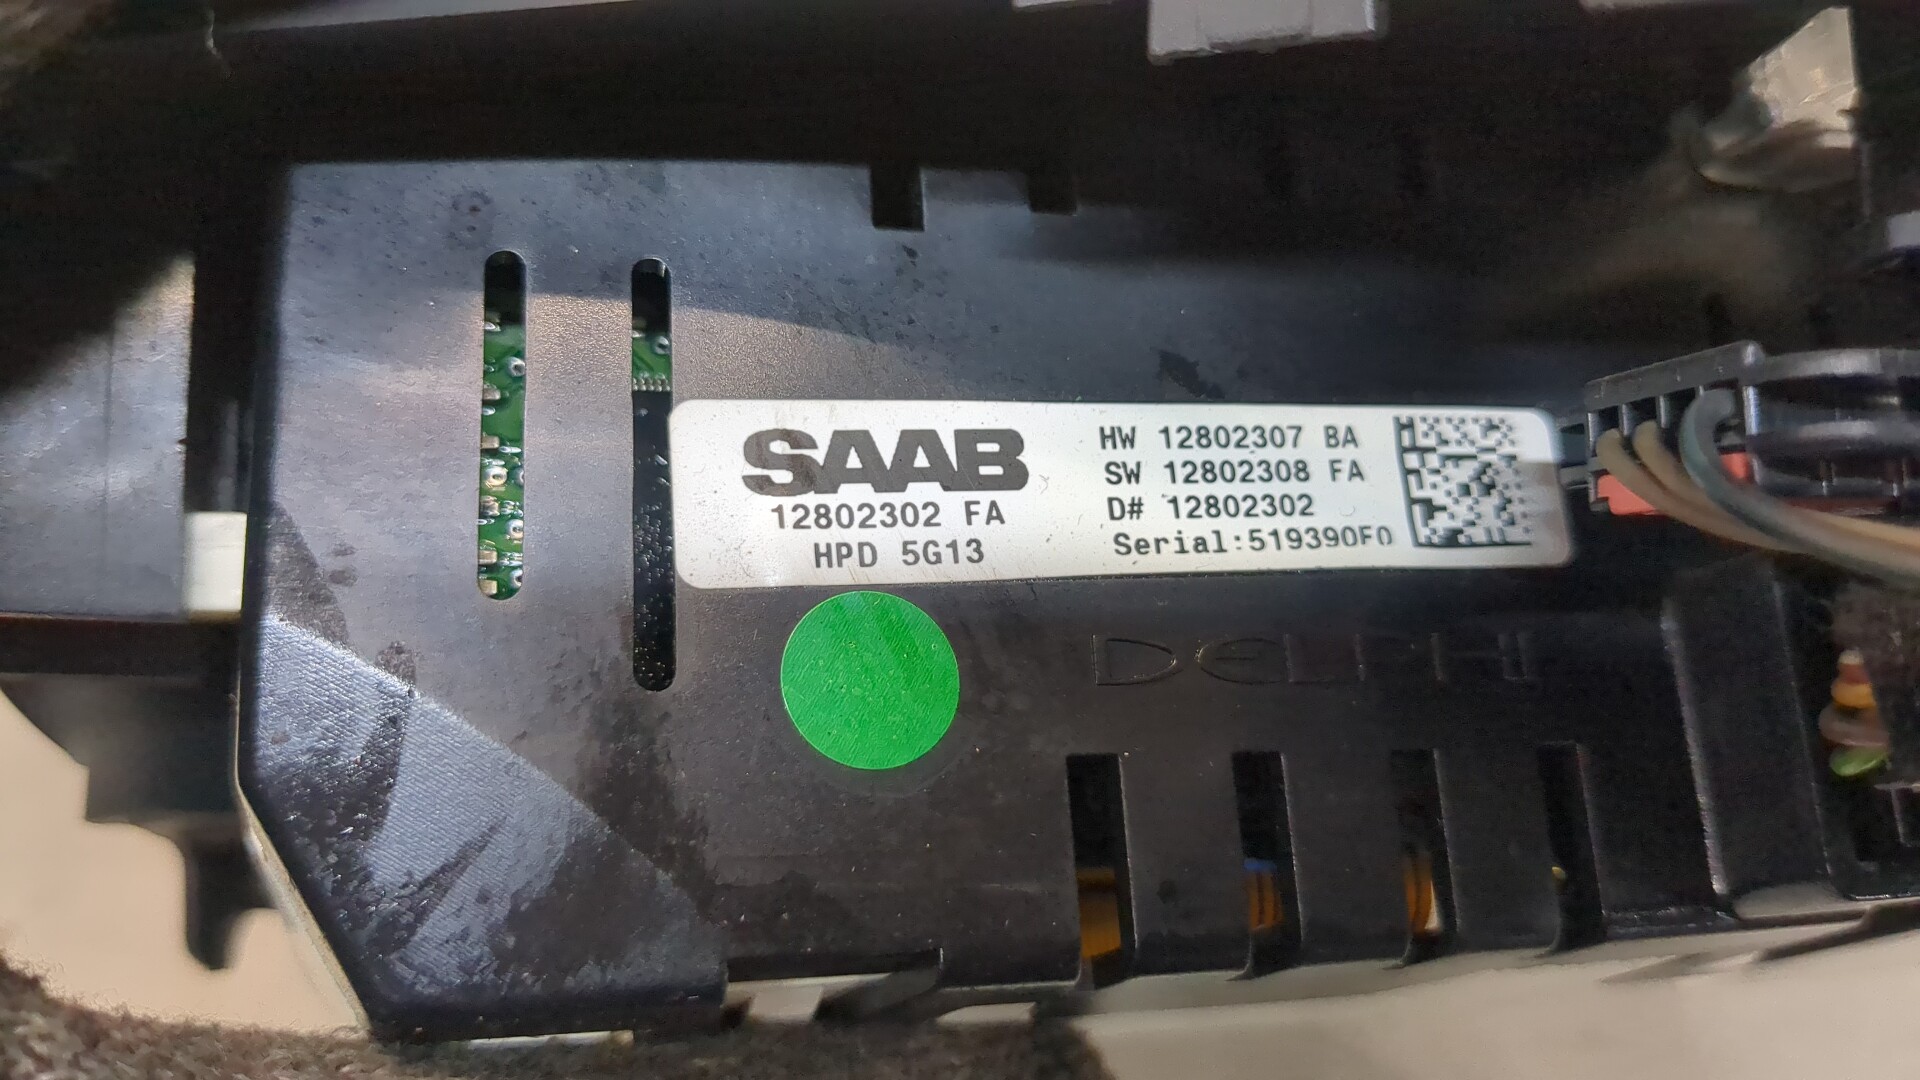 SAAB
12802302 FA
HPD 5G13
HW 12802307 BA
SW 12802308 FA
D# 12802302
Serial:519390F0
DELPHI